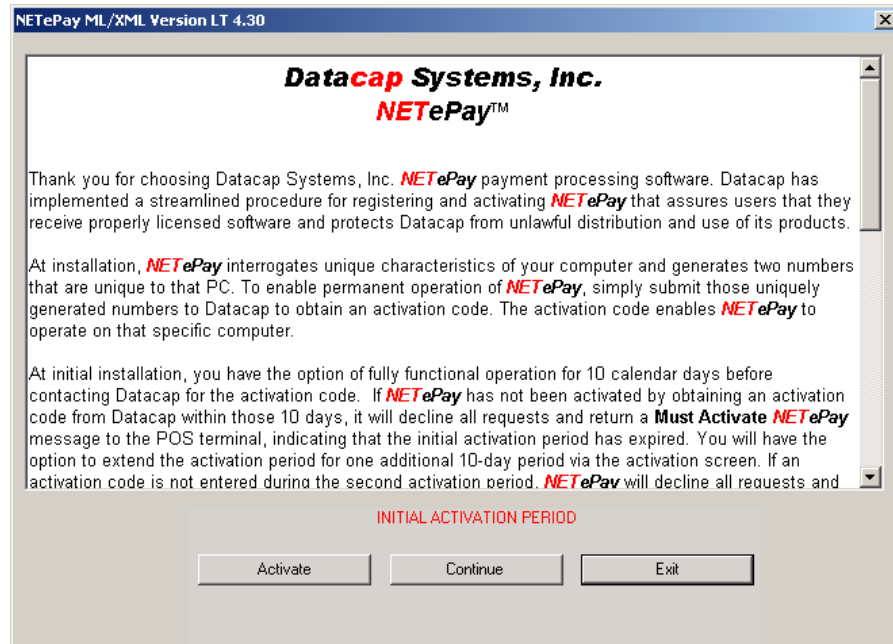 NETePay ML/XML Version LT 4.30
Datacap Systems, Inc.
NETePay™
Thank you for choosing Datacap Systems, Inc. NETePay payment processing software. Datacap has
implemented a streamlined procedure for registering and activating NETePay that assures users that they
receive properly licensed software and protects Datacap from unlawful distribution and use of its products.
At installation, NETePay interrogates unique characteristics of your computer and generates two numbers
that are unique to that PC. To enable permanent operation of NETePay, simply submit those uniquely
generated numbers to Datacap to obtain an activation code. The activation code enables NETePay to
operate on that specific computer.
At initial installation, you have the option of fully functional operation for 10 calendar days before
contacting Datacap for the activation code.  If NETePay has not been activated by obtaining an activation
code from Datacap within those 10 days, it will decline all requests and return a Must Activate NETePay
message to the POS terminal, indicating that the initial activation period has expired. You will have the
option to extend the activation period for one additional 10-day period via the activation screen. If an
activation code is not entered during the second activation period, NETePay will decline all requests and
INITIAL ACTIVATION PERIOD
Activate
Continue
Exit